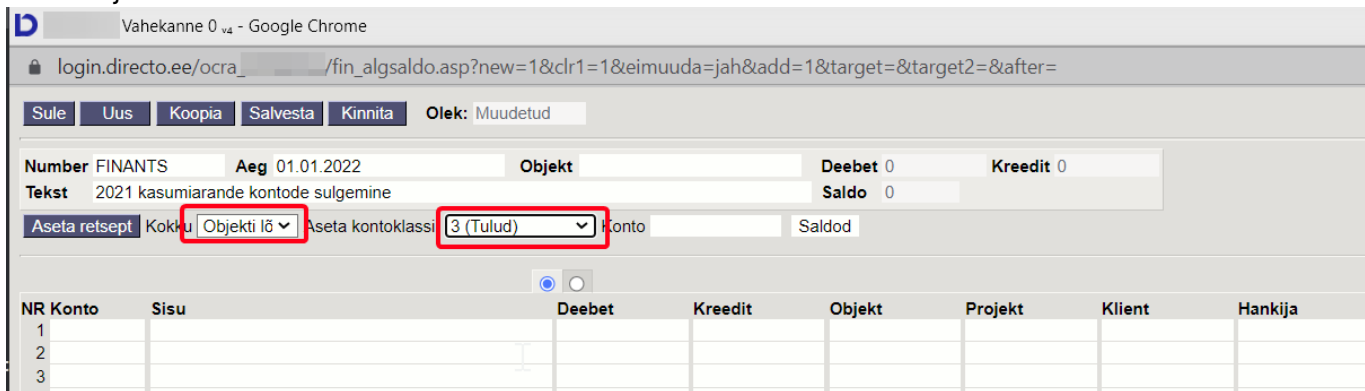 Vahekanne 0 v4 - Google Chrome
login.directo.ee/ocra_ /fin_algsaldo.asp?new=1&clr1=1&eimuuda=jah&add=1&target=&target2=&after=
Sule Uus Koopia Salvesta Kinnita Olek: Muudetud
Number FINANTS Aeg 01.01.2022 Objekt Deebet 0 Kreedit 0
Tekst 2021 kasumiarande kontode sulgemine Saldo 0
Aseta retsept Kokku Objekti lõ Aseta kontoklassi 3 (Tulud) Konto Saldod
NR Konto Sisu Deebet Kreedit Objekt Projekt Klient Hankija
1
2
3